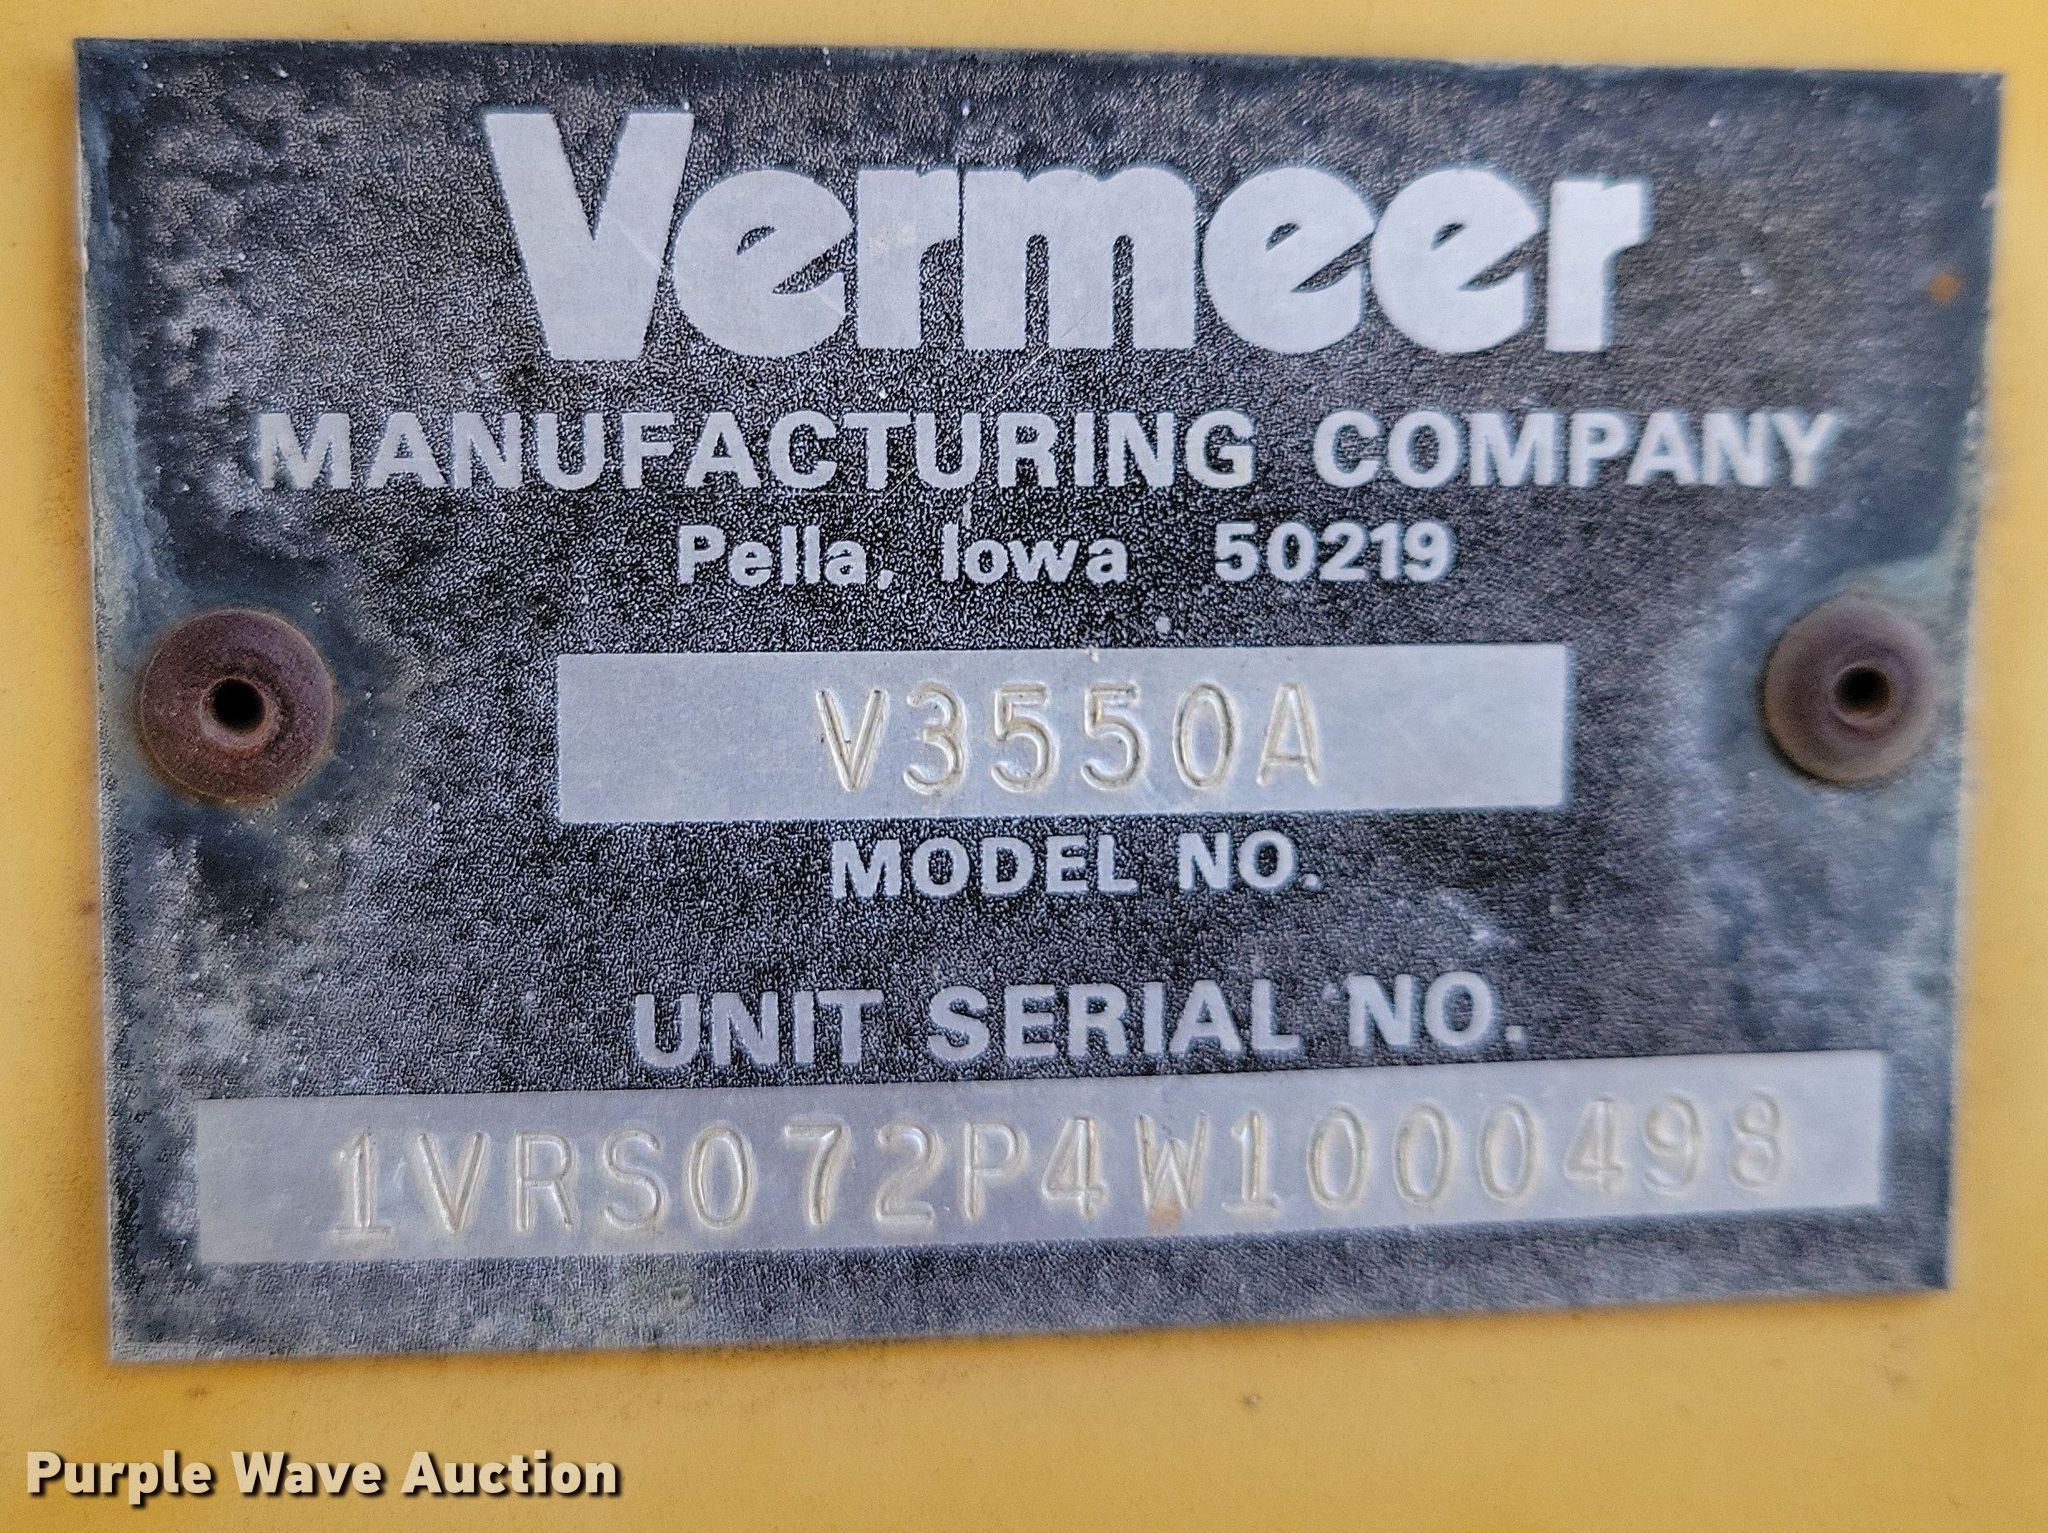 Vermeer
MANUFACTURING COMPANY
Pella, Iowa 50219
V3550A
MODEL NO.
UNIT SERIAL NO.
1VRS072P4W1000498
Purple Wave Auction